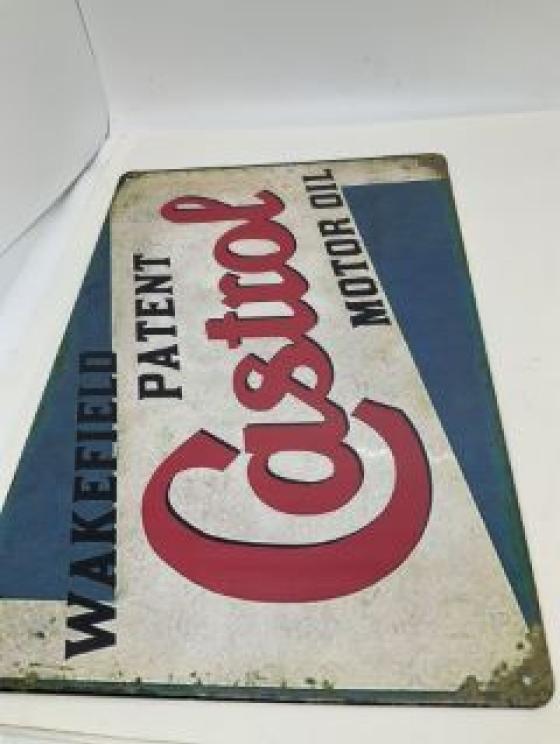 WAKEFIELD
PATENT
Castrol
MOTOR OIL